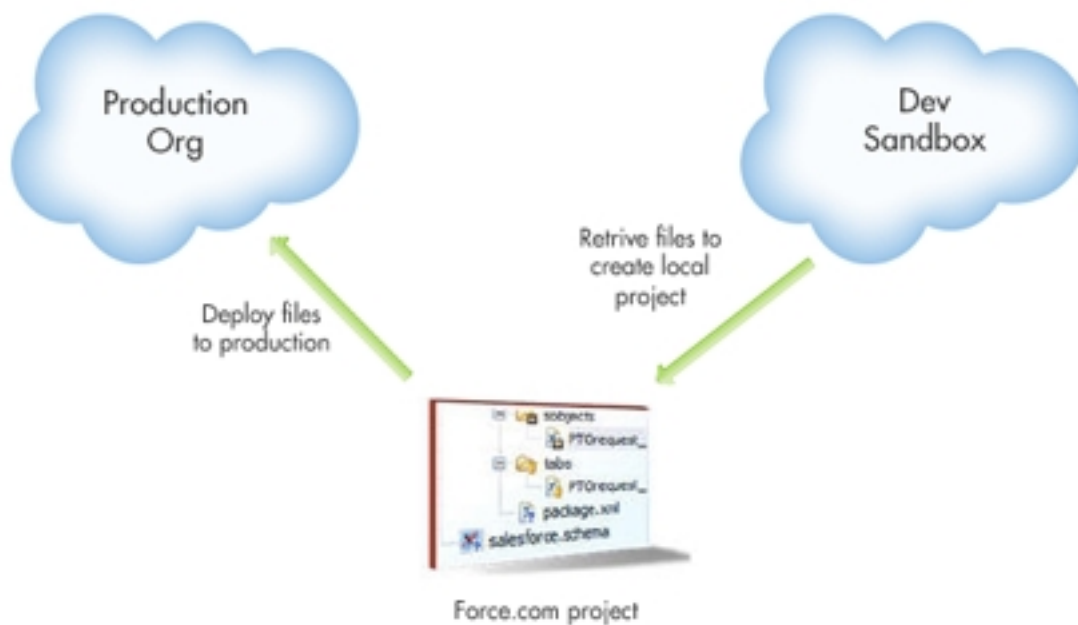 Production
Org
Dev
Sandbox
Retrive files to
create local
project
Deploy files
to production
sobjects
PTOrequest_
tabs
PTOrequest_
package.xml
salesforce.schema
Force.com project